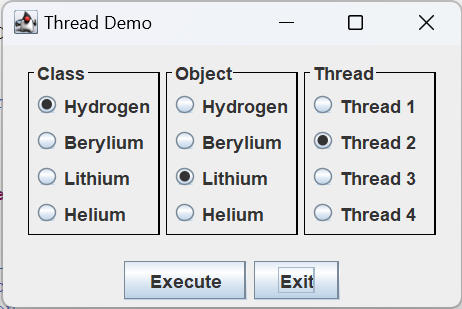 Thread Demo
Class
Hydrogen
Berylium
Lithium
Helium
Object
Hydrogen
Berylium
Lithium
Helium
Thread
Thread 1
Thread 2
Thread 3
Thread 4
Execute
Exit